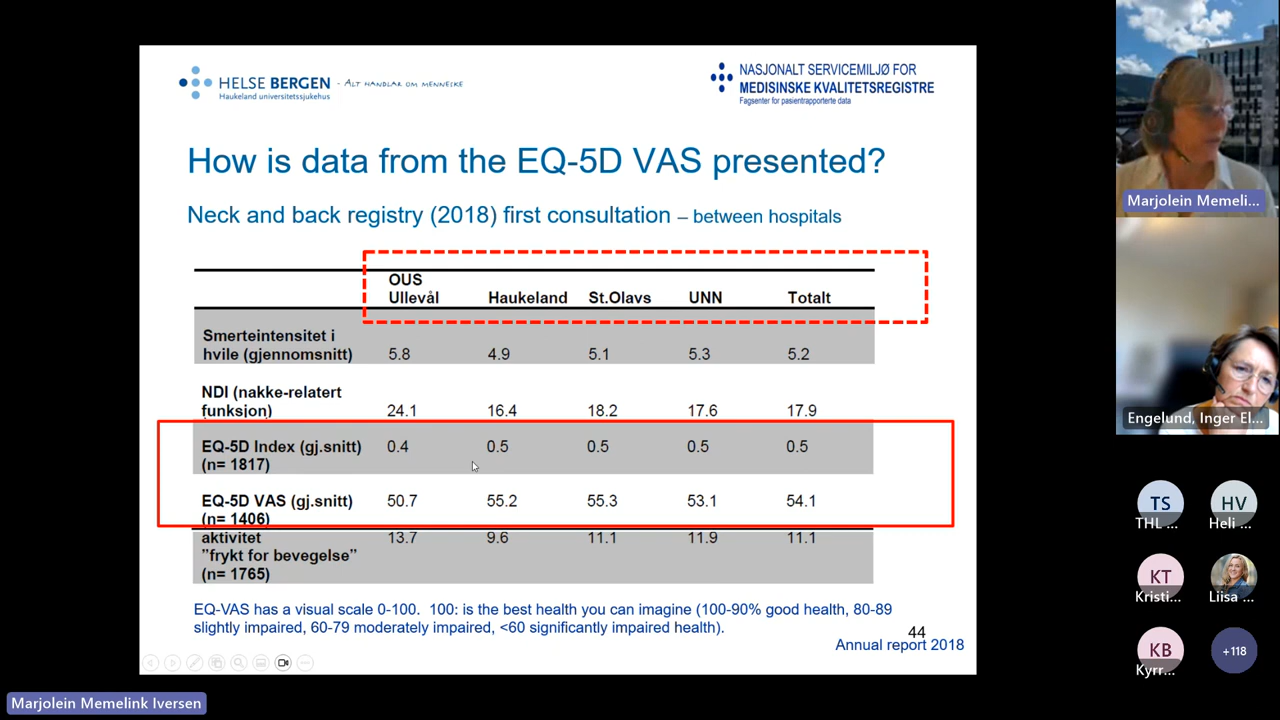 HELSE BERGEN - ALT HANDLAR OM MENNESKE
Haukeland universitetssjukehus
NASJONALT SERVICEMILJØ FOR
MEDISINSKE KVALITETSREGISTRE
Fagsenter for pasientrapporterte data
How is data from the EQ-5D VAS presented?
Neck and back registry (2018) first consultation – between hospitals
OUS
Ullevål Haukeland St.Olavs UNN Totalt
Smerteintensitet i
hvile (gjennomsnitt) 5.8 4.9 5.1 5.3 5.2
NDI (nakke-relatert
funksjon) 24.1 16.4 18.2 17.6 17.9
EQ-5D Index (gj.snitt) 0.4 0.5 0.5 0.5 0.5
(n= 1817)
EQ-5D VAS (gj.snitt) 50.7 55.2 55.3 53.1 54.1
(n= 1406)
aktivitet 13.7 9.6 11.1 11.9 11.1
”frykt for bevegelse”
(n= 1765)
EQ-VAS has a visual scale 0-100. 100: is the best health you can imagine (100-90% good health, 80-89
slightly impaired, 60-79 moderately impaired, <60 significantly impaired health).
44
Annual report 2018
Marjolein Memelink Iversen
Marjolein Memeli...
Engelund, Inger El...
TS
THL ...
HV
Heli ...
KT
Kristi...
Liisa ...
KB
Kyrr...
+118